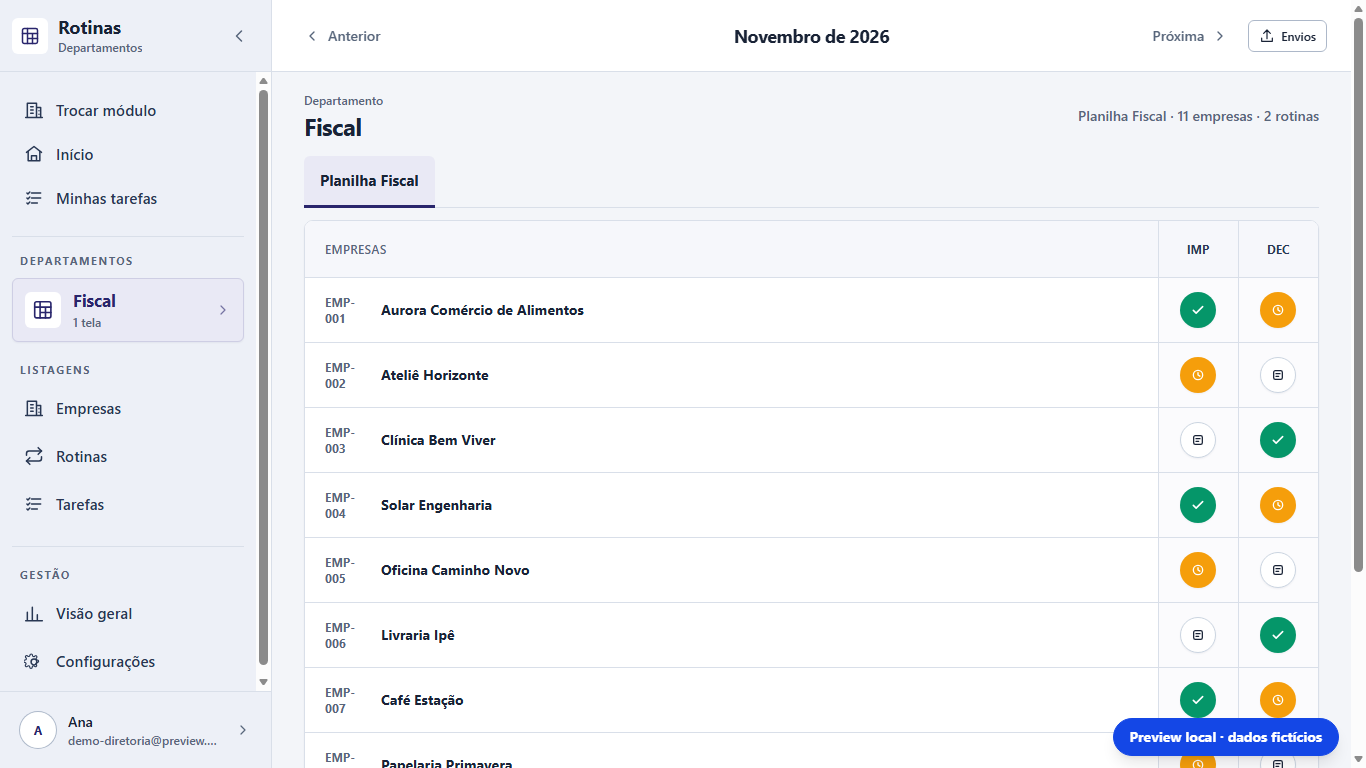 Rotinas
Departamentos
Trocar módulo
Início
Minhas tarefas
DEPARTAMENTOS
Fiscal
1 tela
LISTAGENS
Empresas
Rotinas
Tarefas
GESTÃO
Visão geral
Configurações
A
Ana
demo-diretoria@preview....
Anterior
Novembro de 2026
Próxima
Envios
Departamento
Fiscal
Planilha Fiscal · 11 empresas · 2 rotinas
Planilha Fiscal
EMPRESAS IMP DEC
EMP-
001
Aurora Comércio de Alimentos
EMP-
002
Ateliê Horizonte
EMP-
003
Clínica Bem Viver
EMP-
004
Solar Engenharia
EMP-
005
Oficina Caminho Novo
EMP-
006
Livraria Ipê
EMP-
007
Café Estação
EMP-
Papelaria Primavera
Preview local · dados fictícios